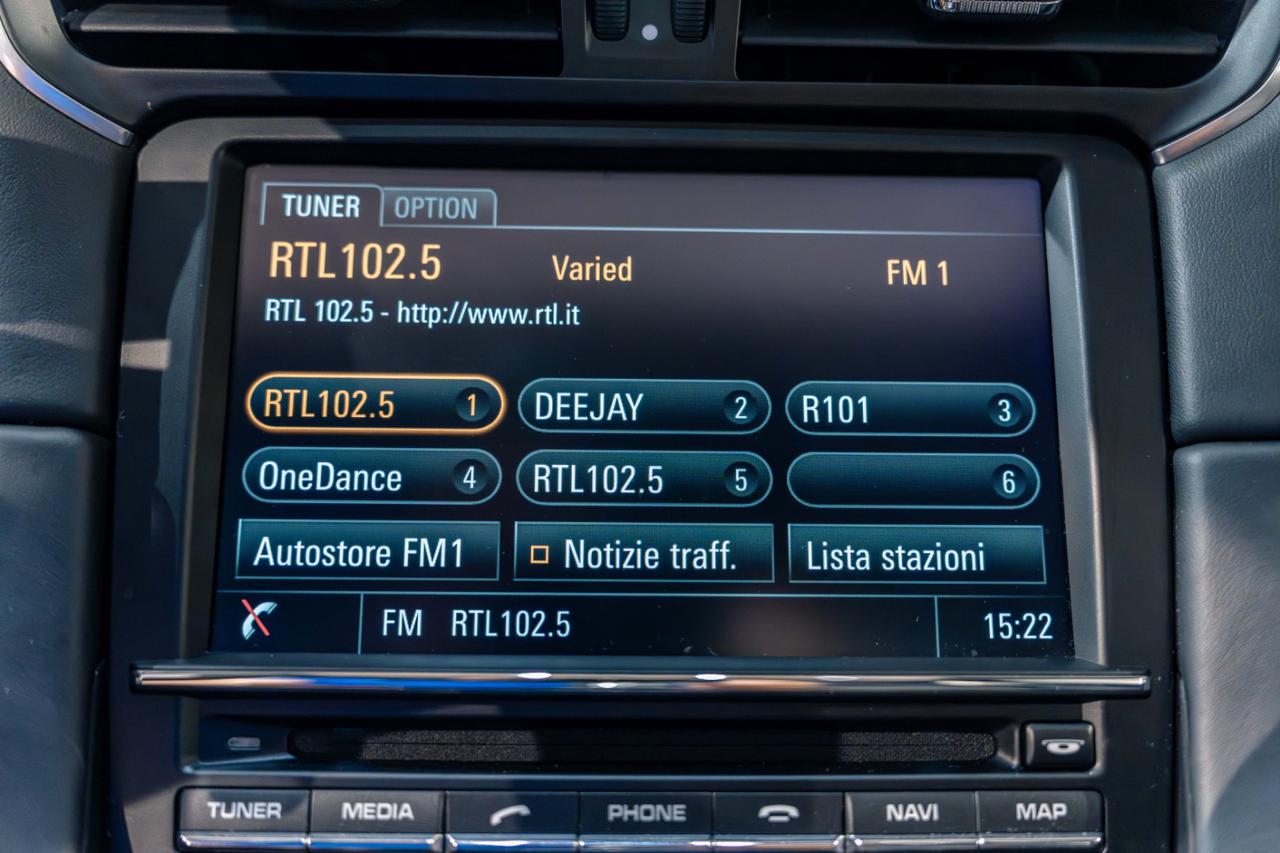 TUNER OPTION
RTL102.5 Varied FM 1
RTL 102.5 - http://www.rtl.it
RTL102.5 1 DEEJAY 2 R101 3
OneDance 4 RTL102.5 5 6
Autostore FM1 Notizie traff. Lista stazioni
FM RTL102.5 15:22
TUNER MEDIA PHONE NAVI MAP